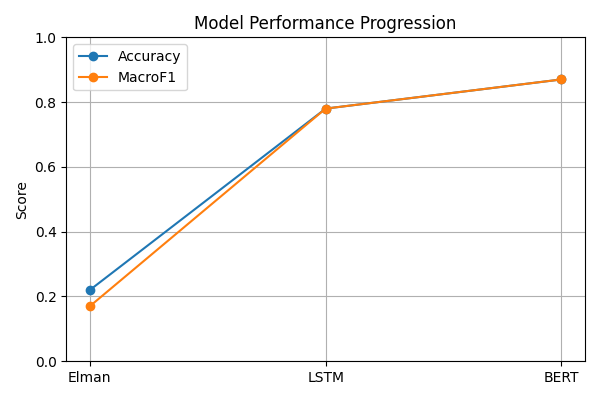 Model Performance Progression
Accuracy
MacroF1
Score
1.0
0.8
0.6
0.4
0.2
0.0
Elman
LSTM
BERT